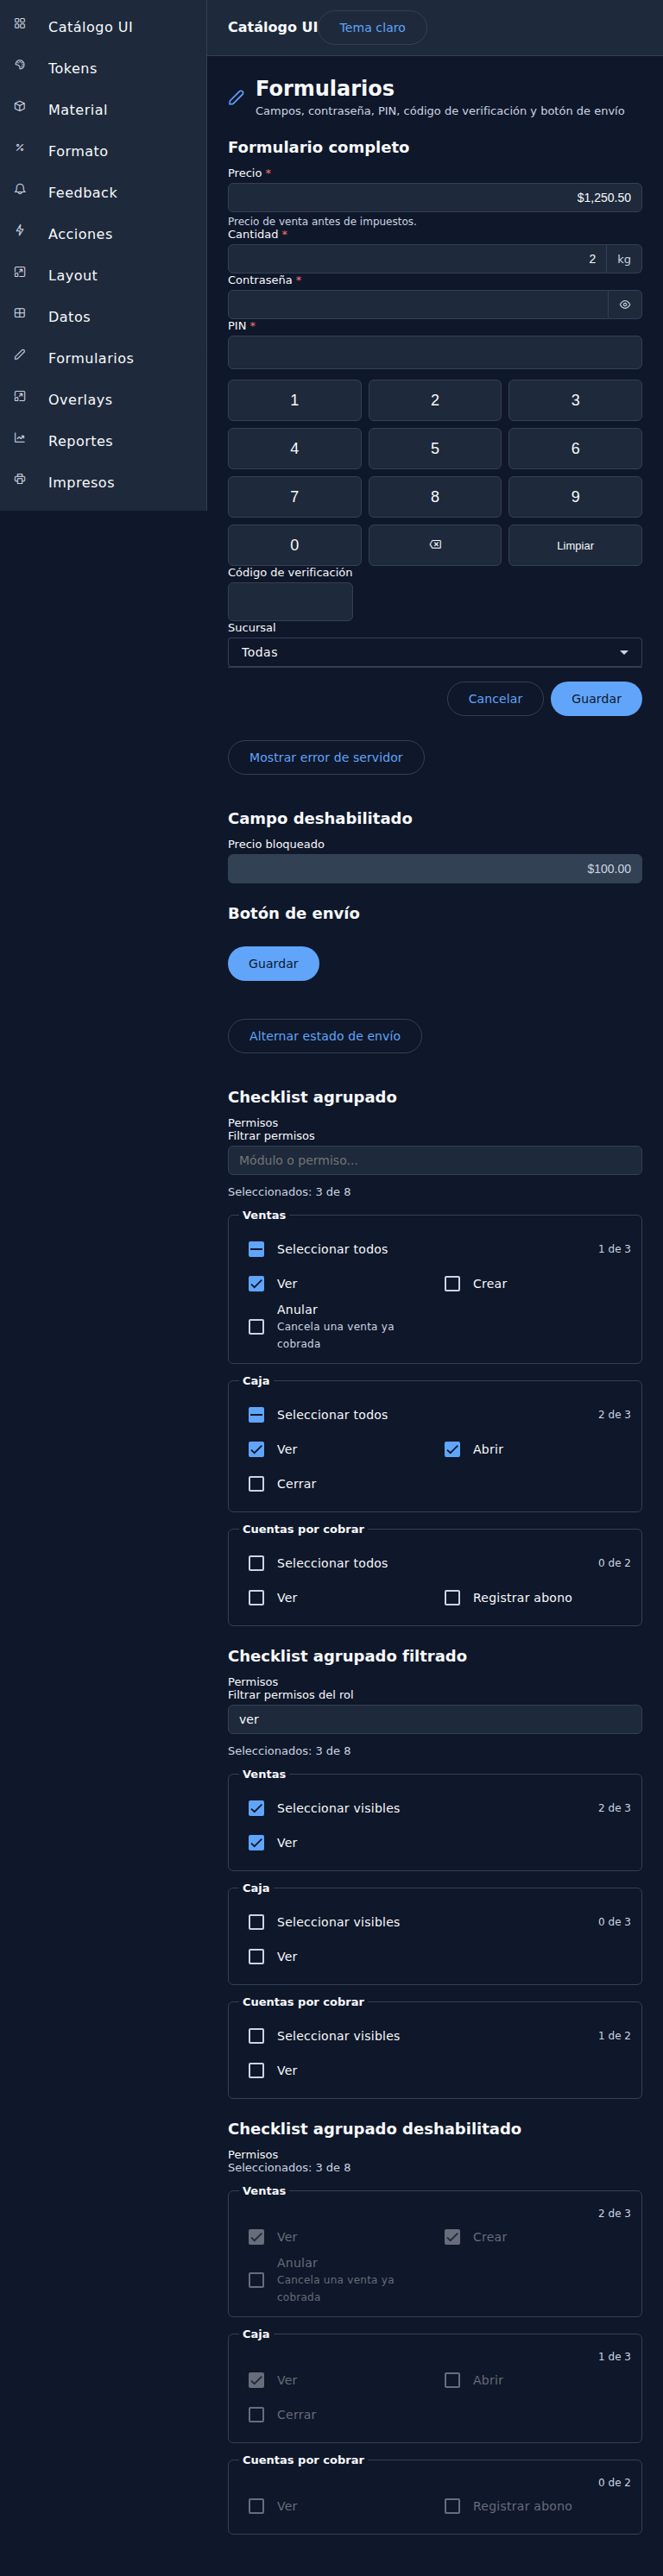 Catálogo UI
Tokens
Material
Formato
Feedback
Acciones
Layout
Datos
Formularios
Overlays
Reportes
Impresos
Catálogo UI
Tema claro
Formularios
Campos, contraseña, PIN, código de verificación y botón de envío
Formulario completo
Precio *
$1,250.50
Precio de venta antes de impuestos.
Cantidad *
2 kg
Contraseña *
PIN *
1 2 3
4 5 6
7 8 9
0 Limpiar
Código de verificación
Sucursal
Todas
Cancelar Guardar
Mostrar error de servidor
Campo deshabilitado
Precio bloqueado
$100.00
Botón de envío
Guardar
Alternar estado de envío
Checklist agrupado
Permisos
Filtrar permisos
Módulo o permiso...
Seleccionados: 3 de 8
Ventas
Seleccionar todos 1 de 3
Ver Crear
Anular
Cancela una venta ya
cobrada
Caja
Seleccionar todos 2 de 3
Ver Abrir
Cerrar
Cuentas por cobrar
Seleccionar todos 0 de 2
Ver Registrar abono
Checklist agrupado filtrado
Permisos
Filtrar permisos del rol
ver
Seleccionados: 3 de 8
Ventas
Seleccionar visibles 2 de 3
Ver
Caja
Seleccionar visibles 0 de 3
Ver
Cuentas por cobrar
Seleccionar visibles 1 de 2
Ver
Checklist agrupado deshabilitado
Permisos
Seleccionados: 3 de 8
Ventas
2 de 3
Ver Crear
Anular
Cancela una venta ya
cobrada
Caja
1 de 3
Ver Abrir
Cerrar
Cuentas por cobrar
0 de 2
Ver Registrar abono